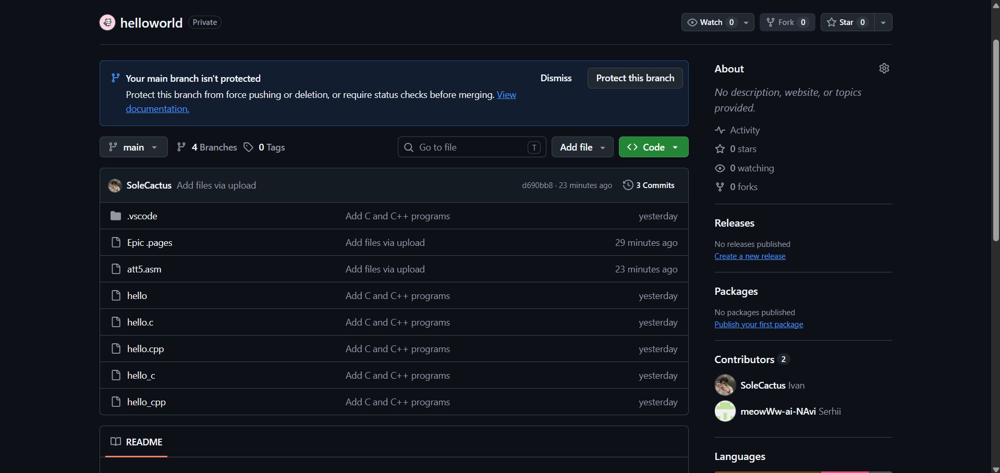 helloworld Private Watch 0 Fork 0 Star 0
Your main branch isn't protected
Protect this branch from force pushing or deletion, or require status checks before merging. View
documentation.
Dismiss Protect this branch
main 4 Branches 0 Tags Go to file T Add file Code
SoleCactus Add files via upload d690bb8 · 23 minutes ago 3 Commits
.vscode Add C and C++ programs yesterday
Epic .pages Add files via upload 29 minutes ago
att5.asm Add files via upload 23 minutes ago
hello Add C and C++ programs yesterday
hello.c Add C and C++ programs yesterday
hello.cpp Add C and C++ programs yesterday
hello_c Add C and C++ programs yesterday
hello_cpp Add C and C++ programs yesterday
README
About
No description, website, or topics
provided.
Activity
0 stars
0 watching
0 forks
Releases
No releases published
Create a new release
Packages
No packages published
Publish your first package
Contributors 2
SoleCactus Ivan
meowWw-ai-NAvi Serhii
Languages